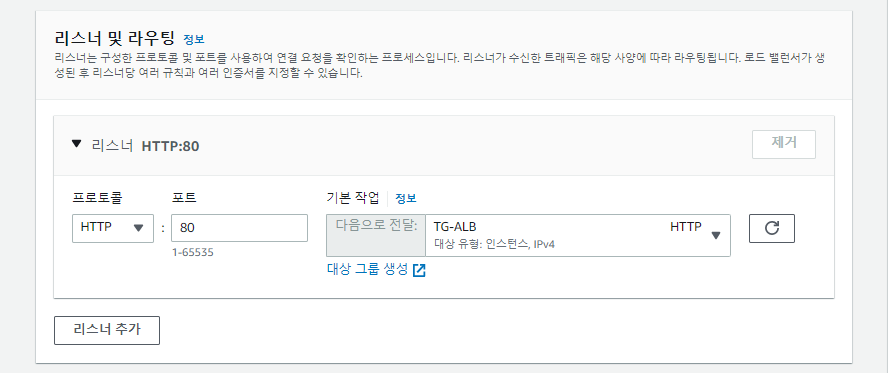 리스너 및 라우팅 정보
리스너는 구성한 프로토콜 및 포트를 사용하여 연결 요청을 확인하는 프로세스입니다. 리스너가 수신한 트래픽은 해당 사양에 따라 라우팅됩니다. 로드 밸런서가 생
성된 후 리스너당 여러 규칙과 여러 인증서를 지정할 수 있습니다.
리스너 HTTP:80
제거
프로토콜 포트 기본 작업 정보
HTTP : 80 다음으로 전달: TG-ALB HTTP
대상 유형: 인스턴스, IPv4
1-65535
대상 그룹 생성
리스너 추가